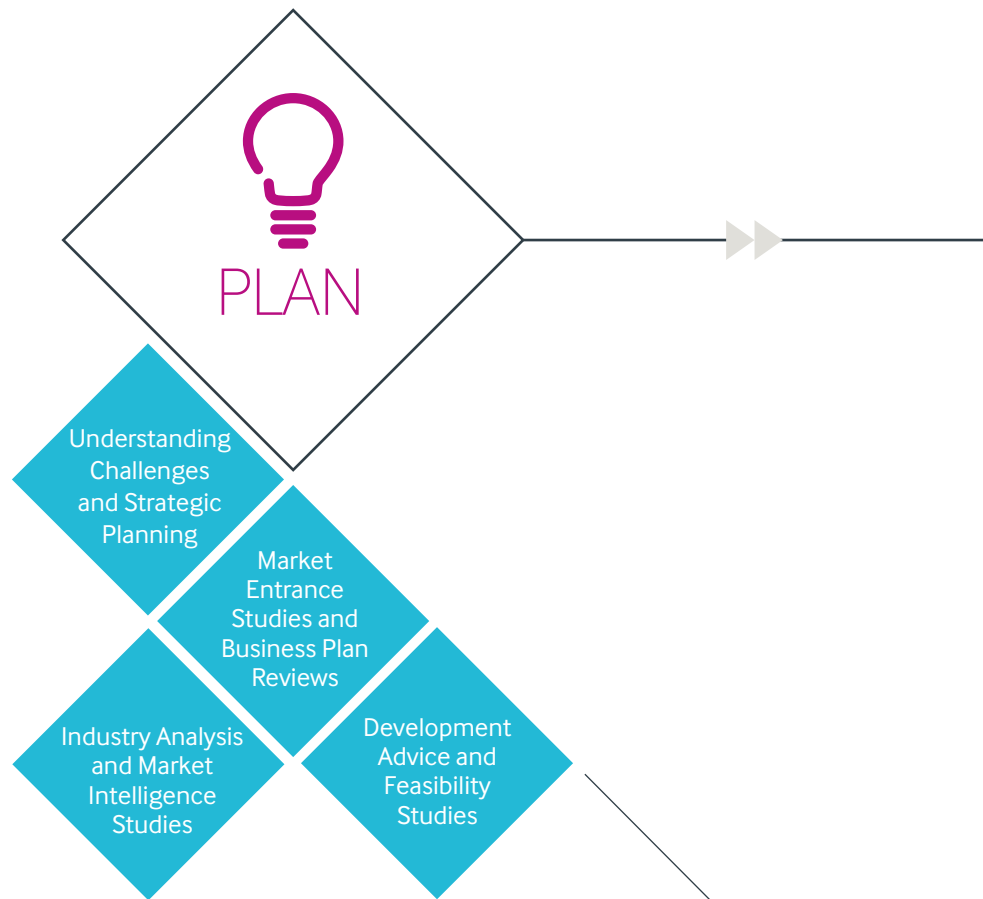 PLAN
Understanding
Challenges
and Strategic
Planning
Market
Entrance
Studies and
Business Plan
Reviews
Industry Analysis
and Market
Intelligence
Studies
Development
Advice and
Feasibility
Studies